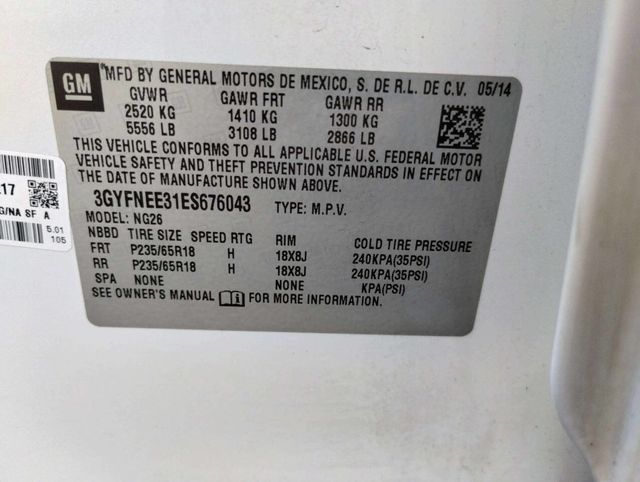 GM
MFD BY GENERAL MOTORS DE MEXICO, S. DE R.L. DE C.V. 05/14
GVWR GAWR FRT GAWR RR
2520 KG 1410 KG 1300 KG
5556 LB 3108 LB 2866 LB
THIS VEHICLE CONFORMS TO ALL APPLICABLE U.S. FEDERAL MOTOR
VEHICLE SAFETY AND THEFT PREVENTION STANDARDS IN EFFECT ON
THE DATE OF MANUFACTURE SHOWN ABOVE.
3GYFNEE31ES676043 TYPE: M.P.V.
MODEL: NG26
NBBD TIRE SIZE SPEED RTG RIM COLD TIRE PRESSURE
FRT P235/65R18 H 18X8J 240KPA(35PSI)
RR P235/65R18 H 18X8J 240KPA(35PSI)
SPA NONE NONE KPA(PSI)
SEE OWNER'S MANUAL FOR MORE INFORMATION.
17
G/NA SF A
5.01
105